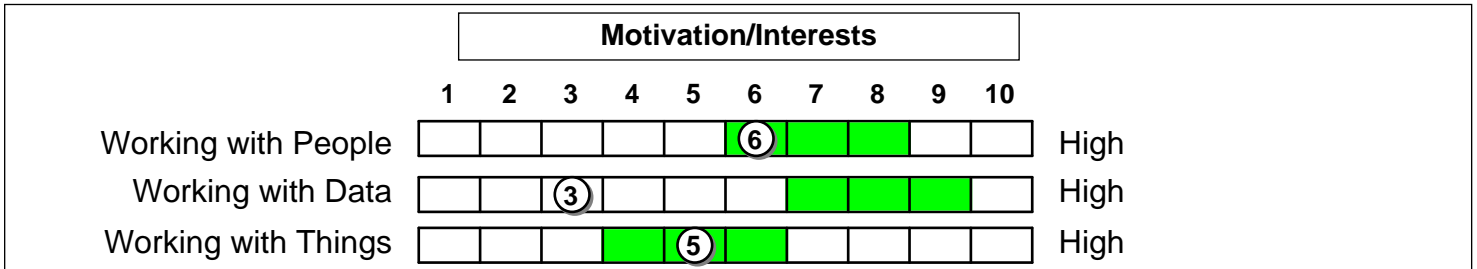 Motivation/Interests
1 2 3 4 5 6 7 8 9 10
Working with People 6 High
Working with Data 3 High
Working with Things 5 High